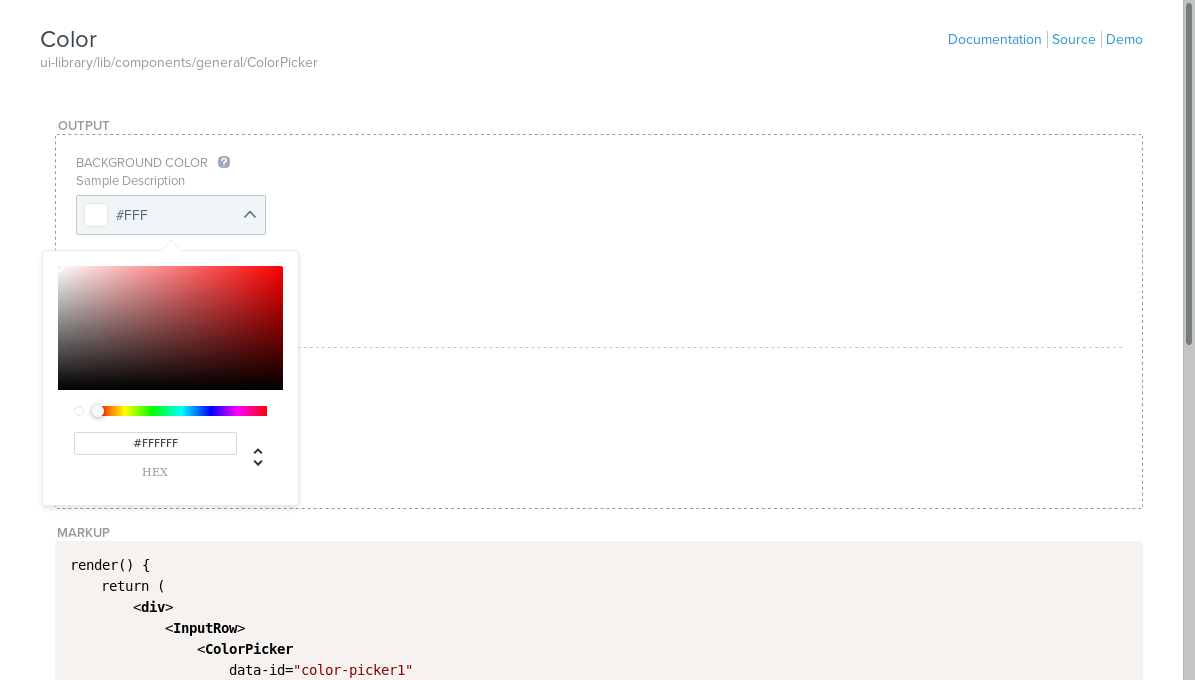 Color
Documentation Source Demo
ui-library/lib/components/general/ColorPicker
OUTPUT
BACKGROUND COLOR ?
Sample Description
#FFF
#FFFFFF
HEX
MARKUP
render() {
return (
<div>
<InputRow>
<ColorPicker
data-id="color-picker1"